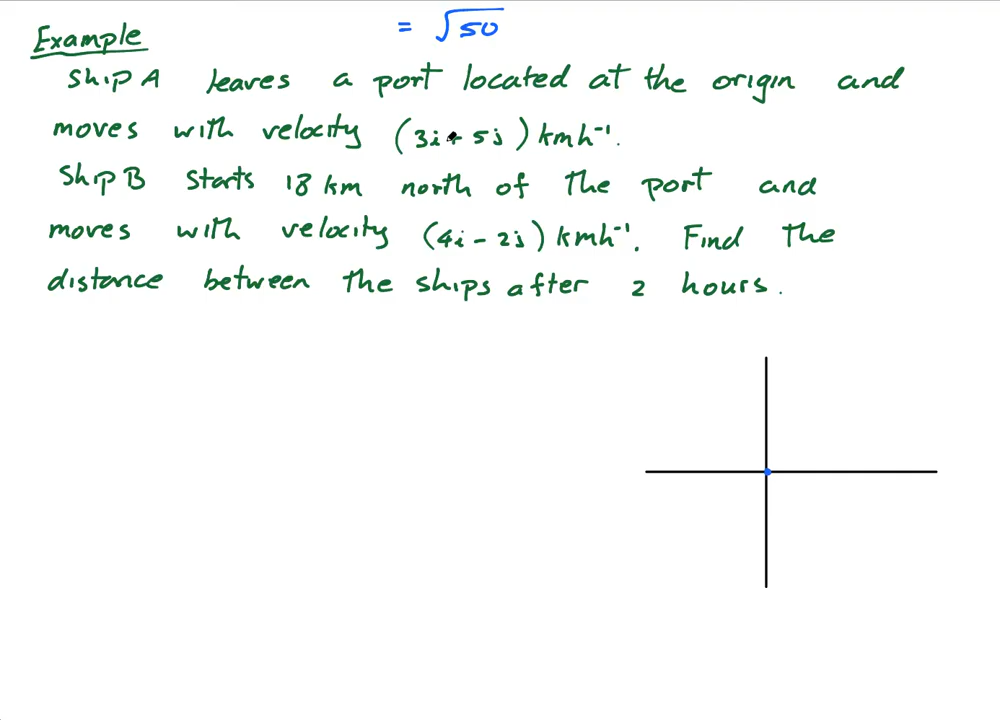 = √50
Example
Ship A leaves a port located at the origin and
moves with velocity (3i + 5j) kmh⁻¹.
Ship B starts 18 km north of the port and
moves with velocity (4i - 2j) kmh⁻¹. Find the
distance between the ships after 2 hours.